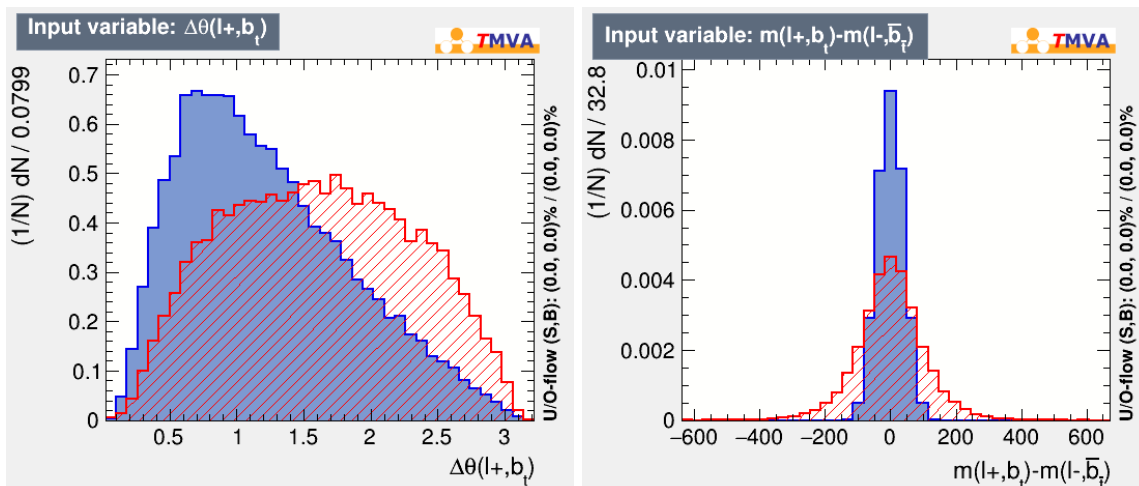 Input variable: Δθ(l+,b_t)
TMVA
(1/N) dN / 0.0799
0.7
0.6
0.5
0.4
0.3
0.2
0.1
0
0.5
1
1.5
2
2.5
3
Δθ(l+,b_t)
U/O-flow (S,B): (0.0, 0.0)% / (0.0, 0.0)%
Input variable: m(l+,b_t)-m(l-,b̅_t̅)
TMVA
(1/N) dN / 32.8
0.01
0.008
0.006
0.004
0.002
0
−600
−400
−200
0
200
400
600
m(l+,b_t)-m(l-,b̅_t̅)
U/O-flow (S,B): (0.0, 0.0)% / (0.0, 0.0)%